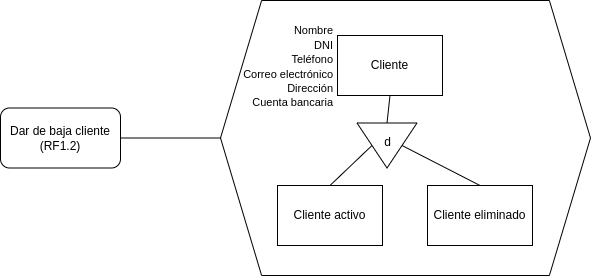 Dar de baja cliente
(RF1.2)
Nombre
DNI
Teléfono
Correo electrónico
Dirección
Cuenta bancaria
Cliente
d
Cliente activo
Cliente eliminado